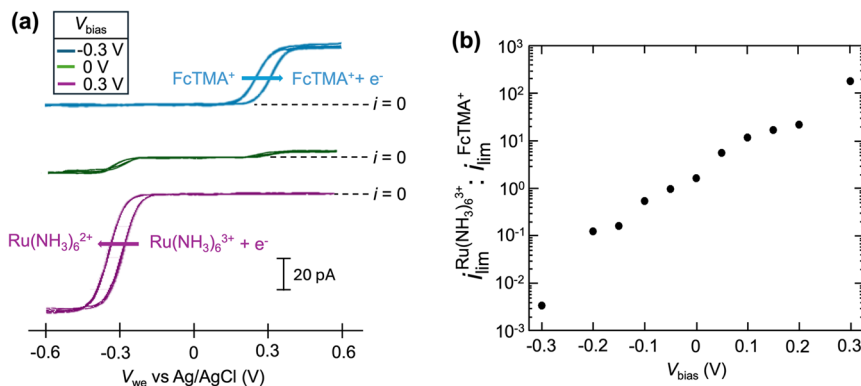 (a)
V_bias
-0.3 V
0 V
0.3 V
FcTMA⁺ FcTMA⁺+ e⁻
i = 0
i = 0
i = 0
Ru(NH₃)₆²⁺ Ru(NH₃)₆³⁺ + e⁻
20 pA
-0.6 -0.3 0 0.3 0.6
V_we vs Ag/AgCl (V)
(b)
i_lim^Ru(NH₃)₆³⁺ : i_lim^FcTMA⁺
10³
10²
10¹
10⁰
10⁻¹
10⁻²
10⁻³
-0.3 -0.2 -0.1 0 0.1 0.2 0.3
V_bias (V)